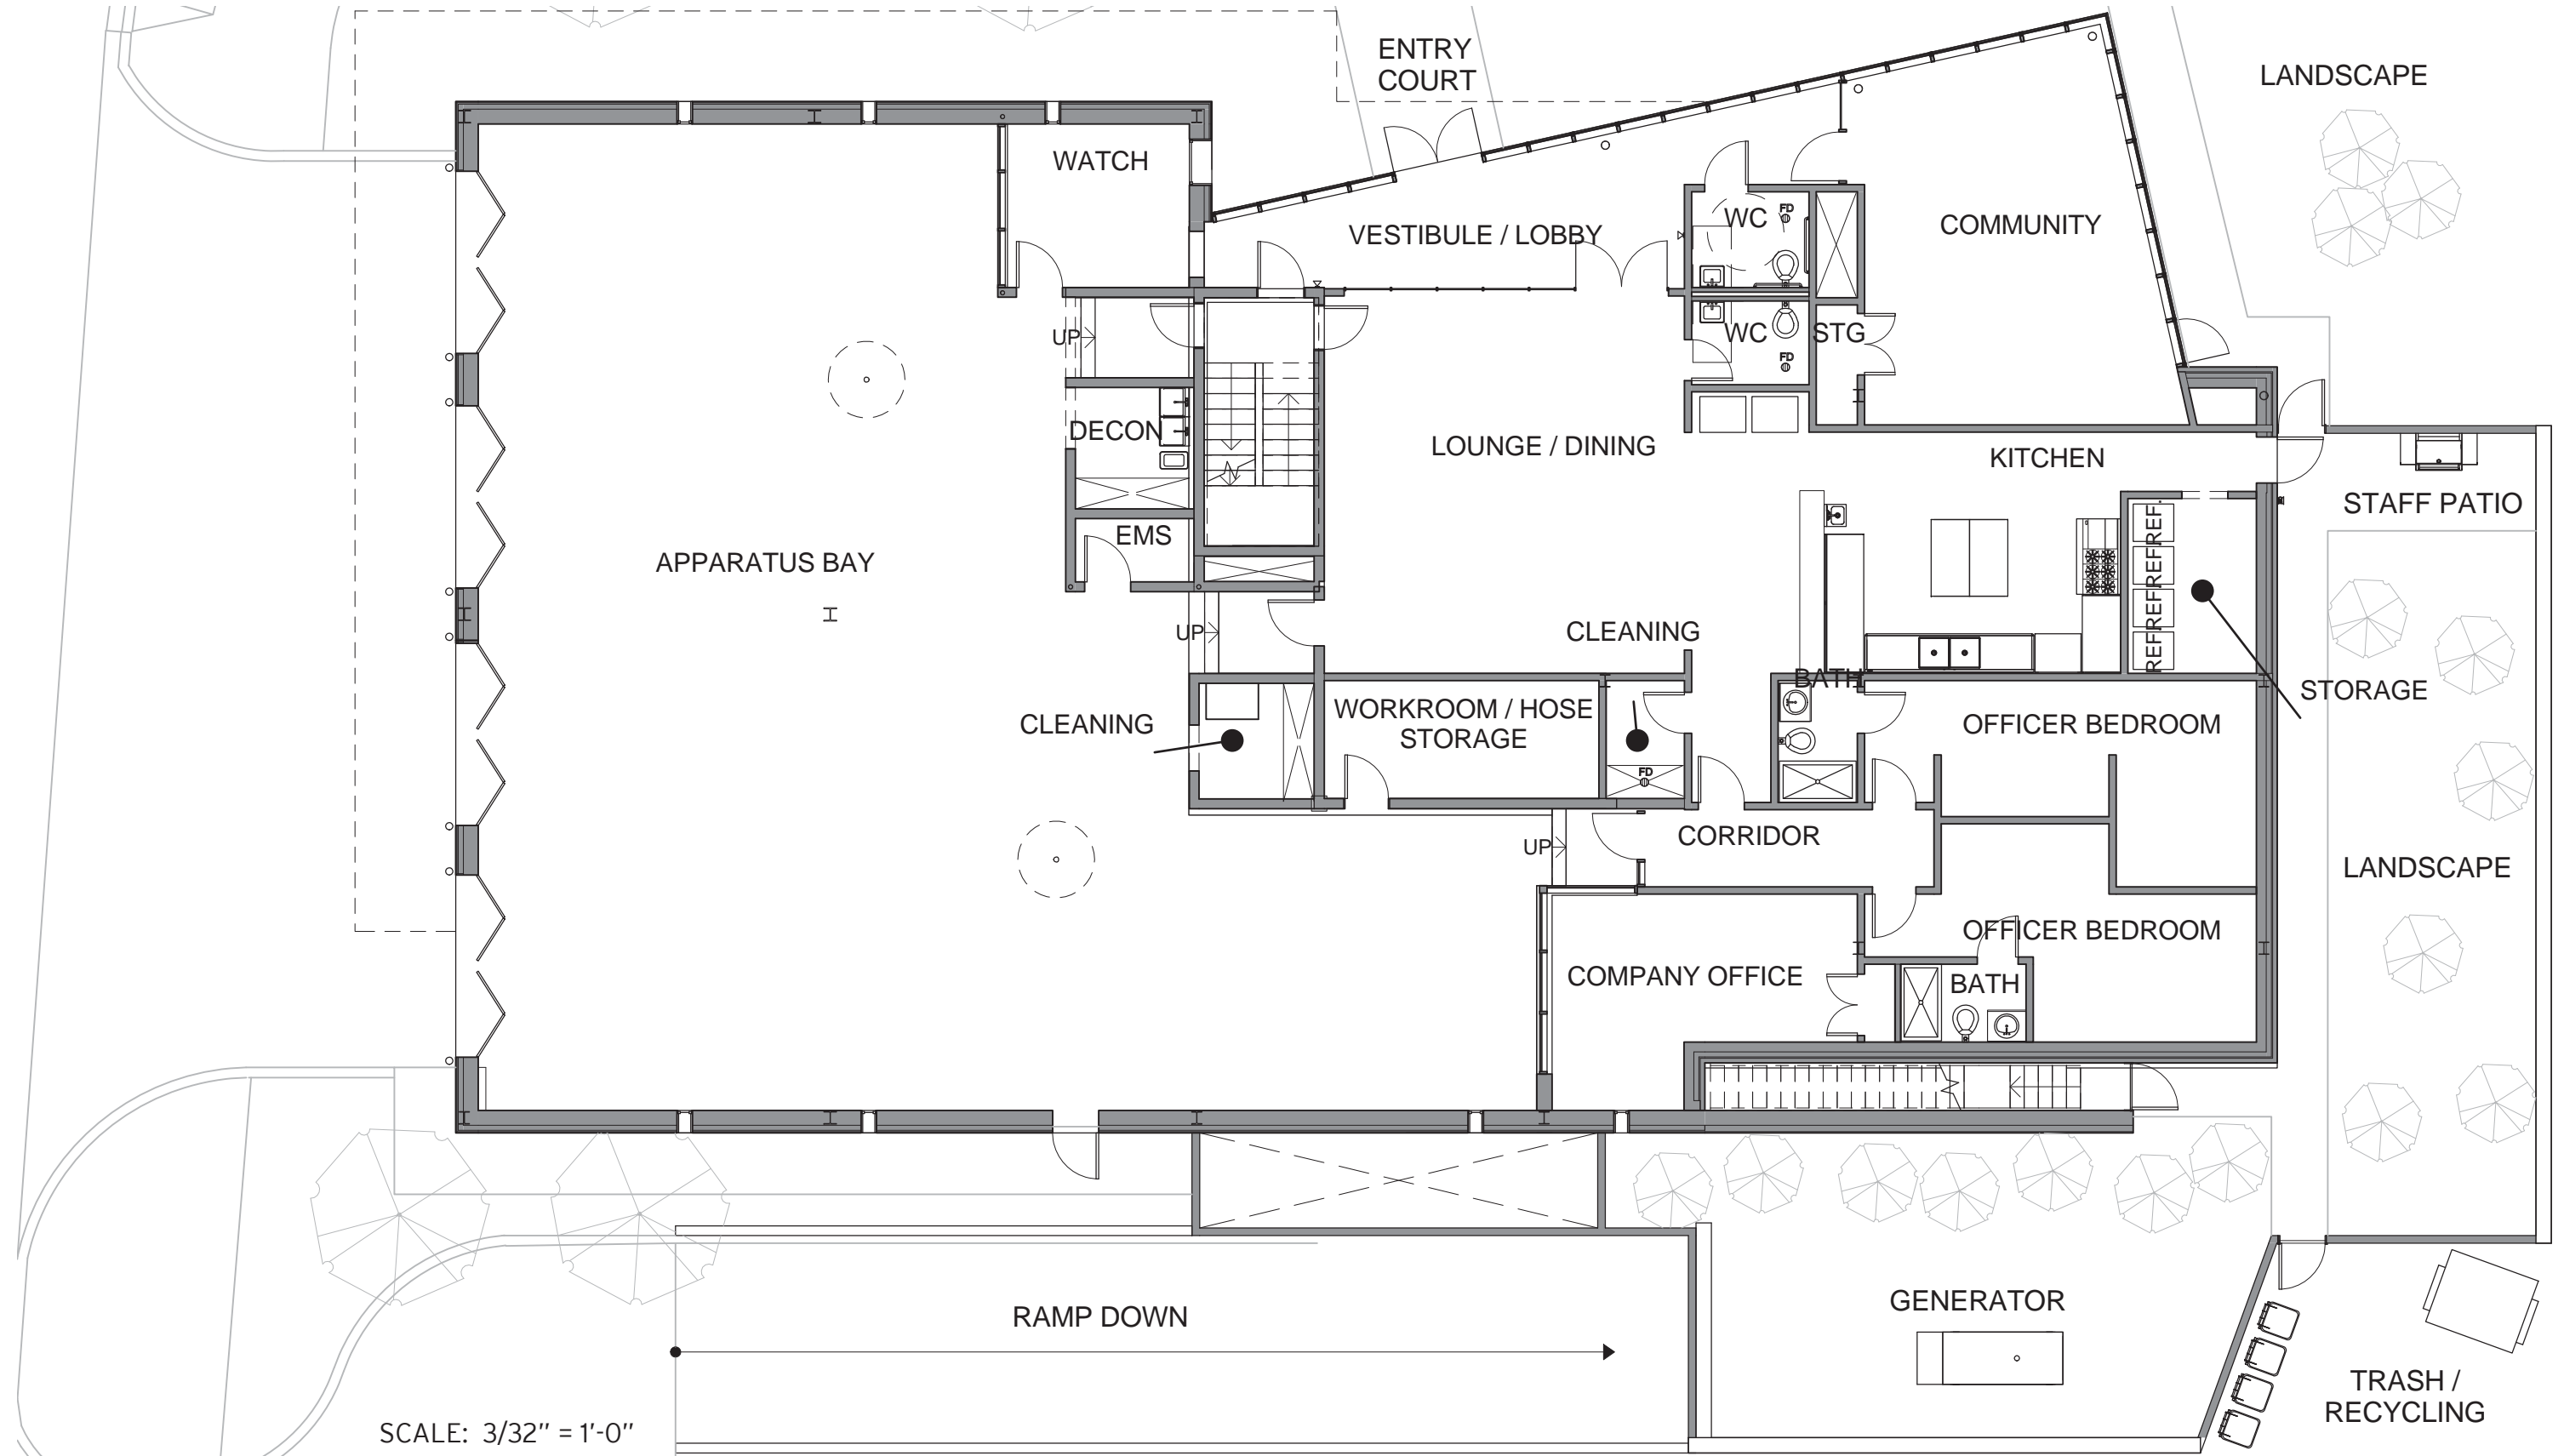 ENTRY
COURT
LANDSCAPE
WATCH
WC
FD
VESTIBULE / LOBBY
COMMUNITY
UP
WC
STG
FD
DECON
LOUNGE / DINING
KITCHEN
STAFF PATIO
EMS
REF.
REF
REF
REF
APPARATUS BAY
UP
CLEANING
BATH
STORAGE
CLEANING
WORKROOM / HOSE
STORAGE
OFFICER BEDROOM
FD
UP
CORRIDOR
LANDSCAPE
OFFICER BEDROOM
COMPANY OFFICE
BATH
GENERATOR
RAMP DOWN
TRASH /
RECYCLING
SCALE: 3/32" = 1'-0"